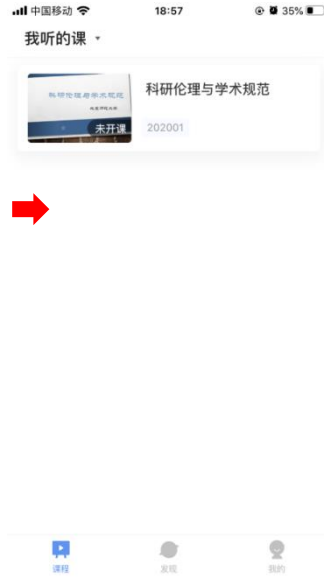 中国移动 18:57 35%
我听的课
科研伦理与学术规范
科研伦理与学术规范
未开课
202001
课程 发现 我的